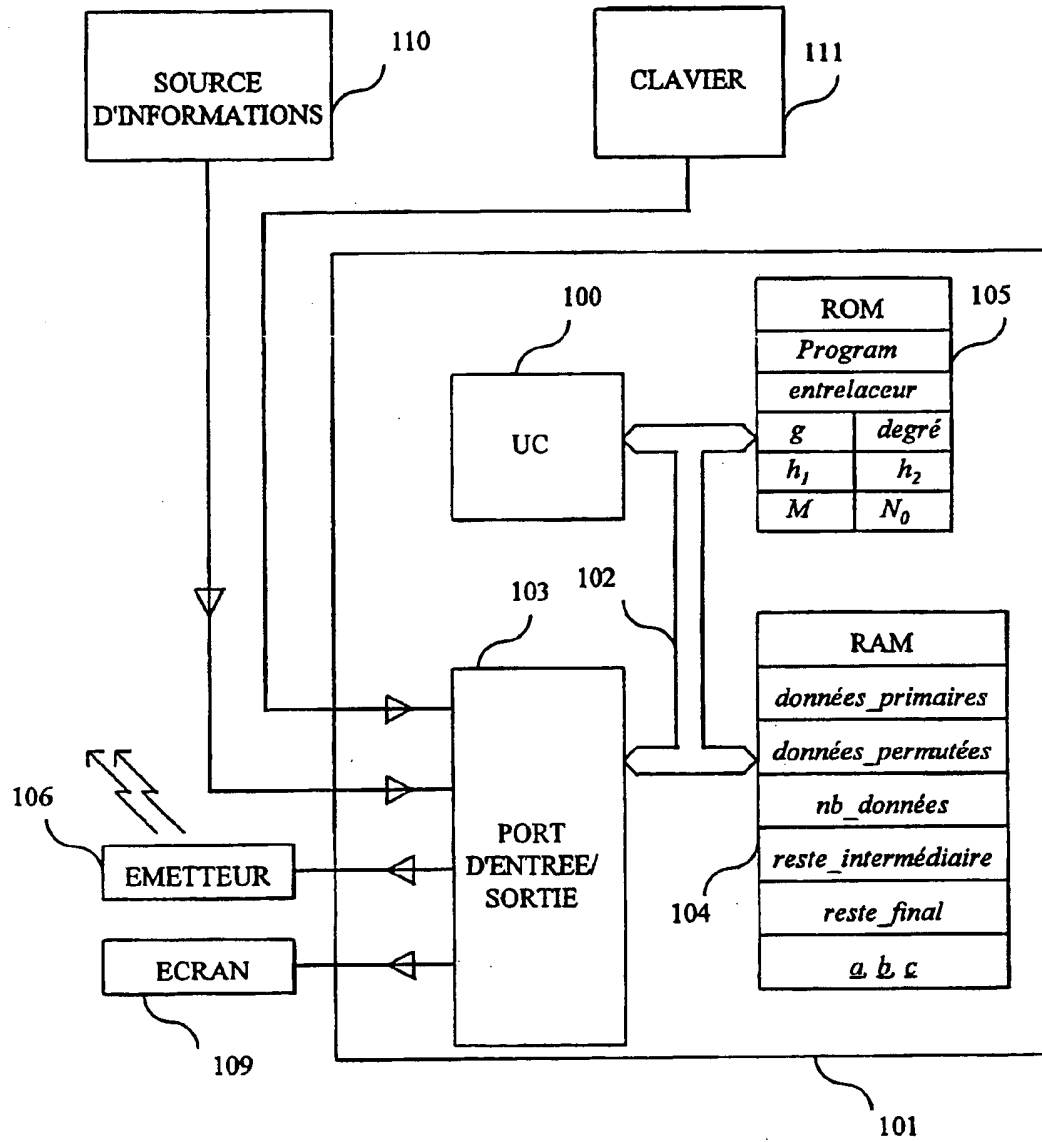 110
SOURCE
D'INFORMATIONS
CLAVIER
111
100
UC
105
ROM
Program
entrelaceur
g degré
h1 h2
M N0
102
103
PORT
D'ENTREE/
SORTIE
RAM
données_primaires
données_permutées
nb_données
reste_intermédiaire
reste_final
a, b, c
104
106
EMETTEUR
ECRAN
109
101